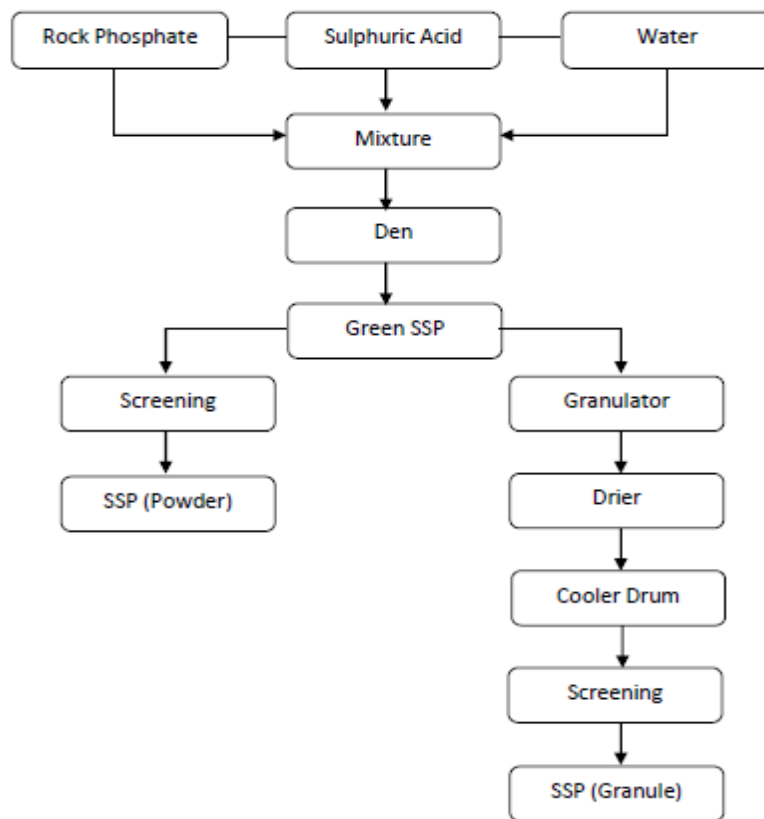 Rock Phosphate
Sulphuric Acid
Water
Mixture
Den
Green SSP
Screening
Granulator
SSP (Powder)
Drier
Cooler Drum
Screening
SSP (Granule)